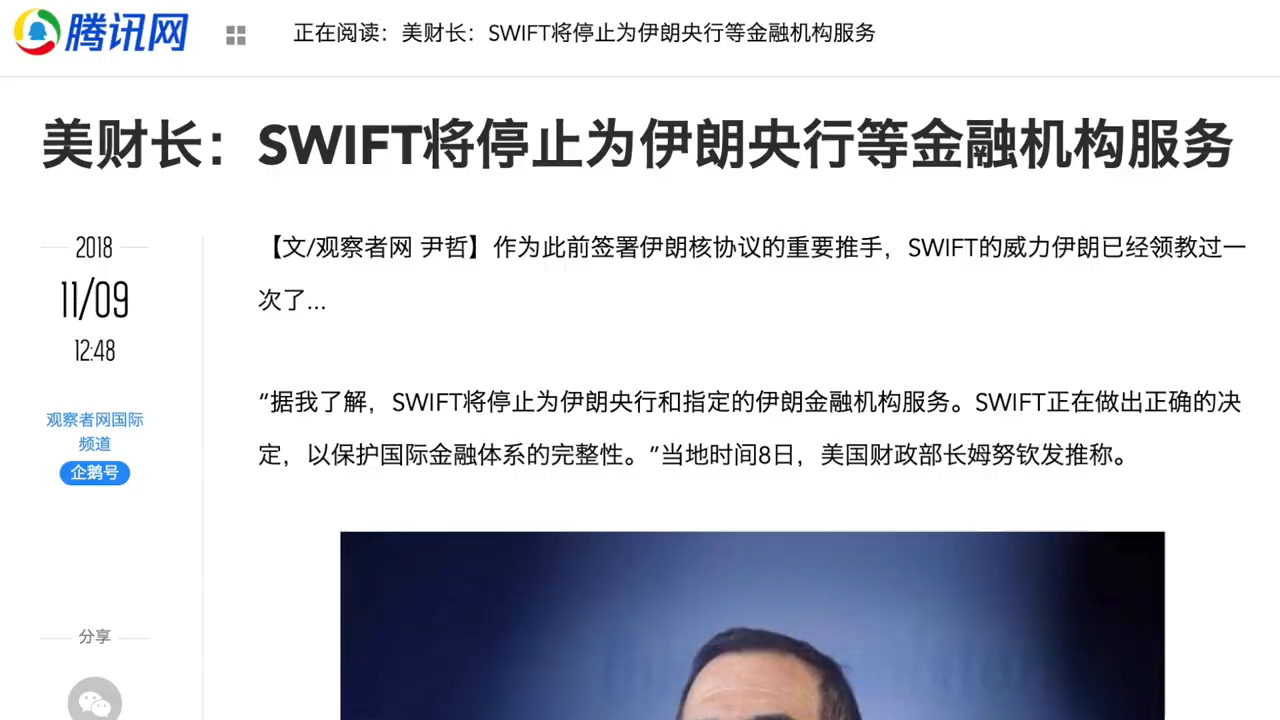 腾讯网
正在阅读：美财长：SWIFT将停止为伊朗央行等金融机构服务
美财长：SWIFT将停止为伊朗央行等金融机构服务
2018
11/09
12:48
观察者网国际
频道
企鹅号
分享
【文/观察者网 尹哲】作为此前签署伊朗核协议的重要推手，SWIFT的威力伊朗已经领教过一
次了...
“据我了解，SWIFT将停止为伊朗央行和指定的伊朗金融机构服务。SWIFT正在做出正确的决
定，以保护国际金融体系的完整性。”当地时间8日，美国财政部长姆努钦发推称。